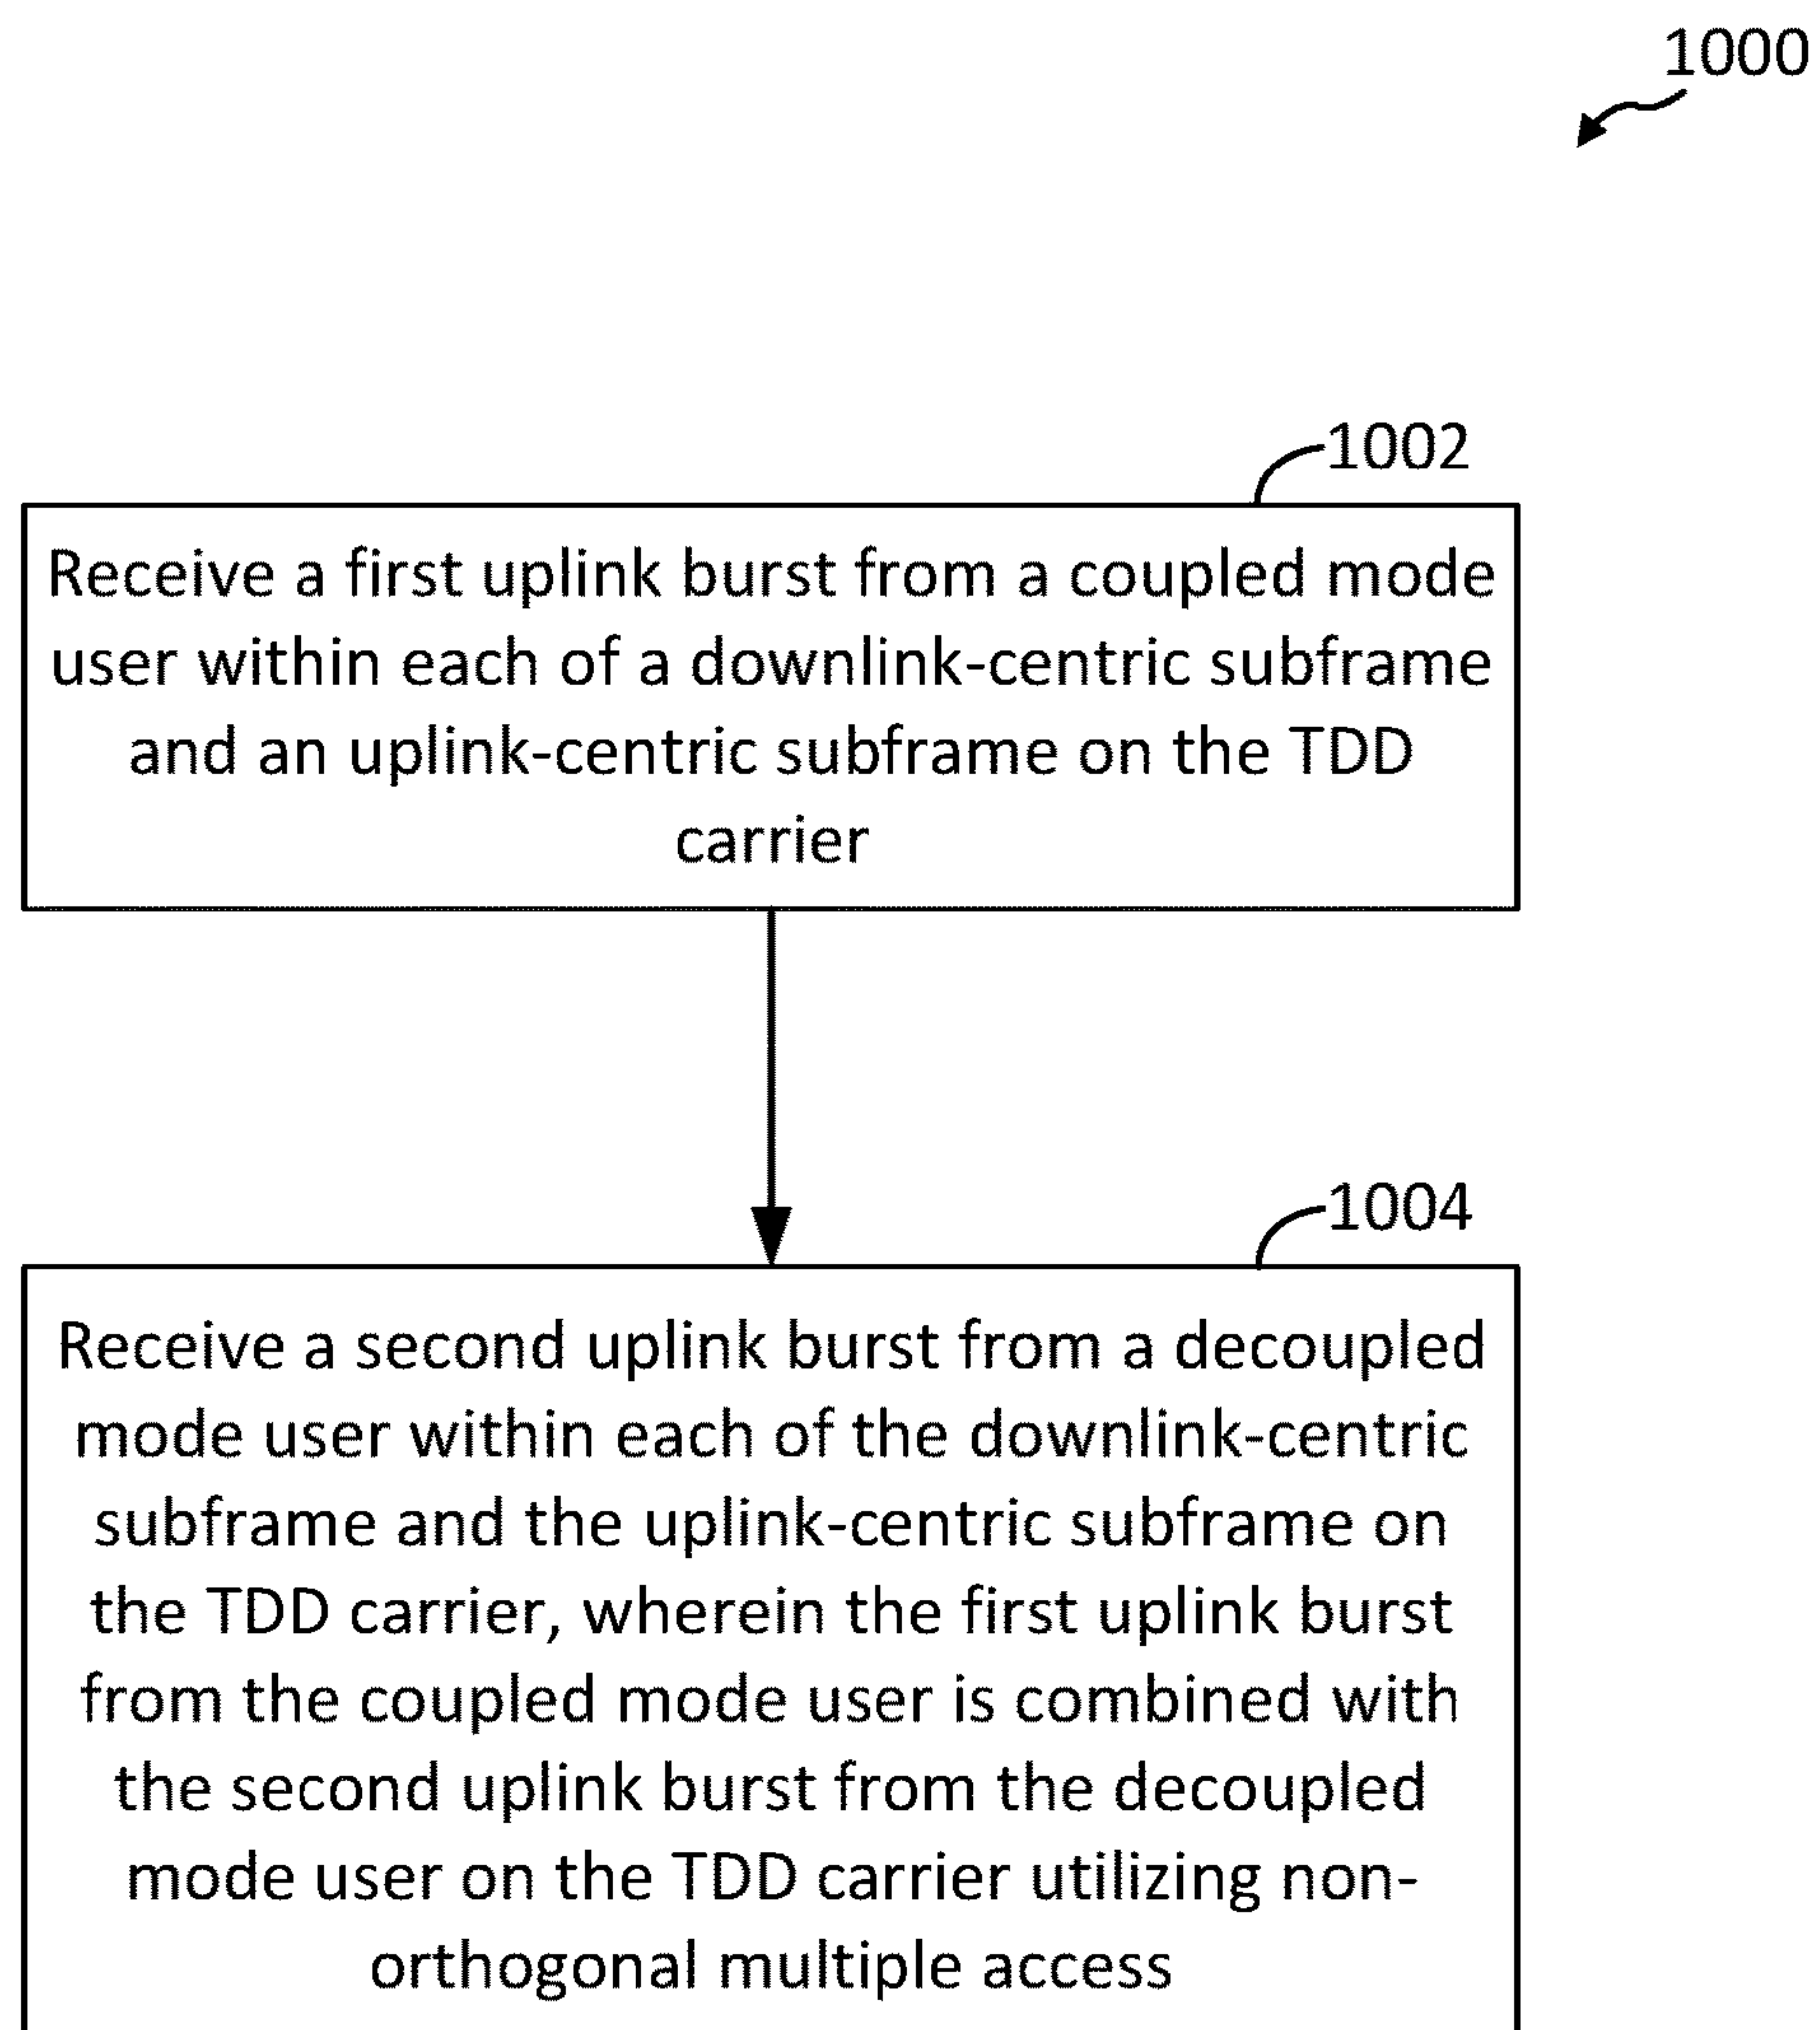 1000
1002
Receive a first uplink burst from a coupled mode
user within each of a downlink-centric subframe
and an uplink-centric subframe on the TDD
carrier
1004
Receive a second uplink burst from a decoupled
mode user within each of the downlink-centric
subframe and the uplink-centric subframe on
the TDD carrier, wherein the first uplink burst
from the coupled mode user is combined with
the second uplink burst from the decoupled
mode user on the TDD carrier utilizing non-
orthogonal multiple access